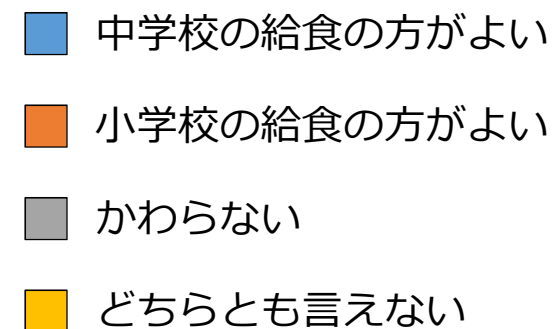 中学校の給食の方がよい
小学校の給食の方がよい
かわらない
どちらとも言えない